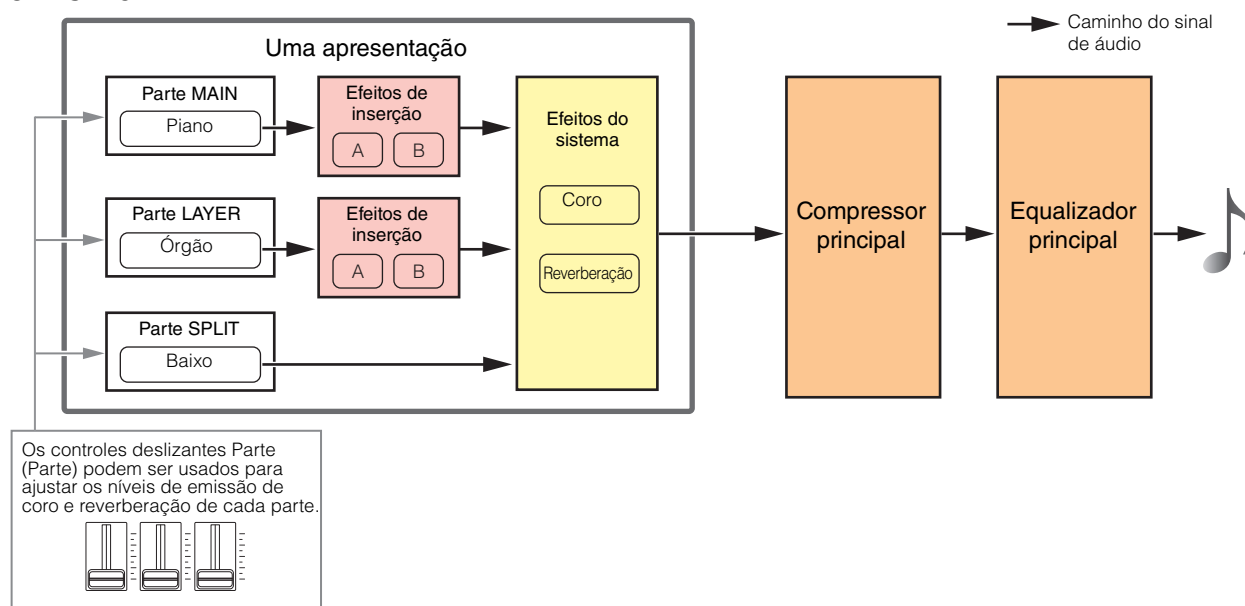 Caminho do sinal
de áudio
Uma apresentação
Parte MAIN
Piano
Efeitos de
inserção
A
B
Efeitos do
sistema
Coro
Reverberação
Parte LAYER
Órgão
Efeitos de
inserção
A
B
Parte SPLIT
Baixo
Compressor
principal
Equalizador
principal
Os controles deslizantes Parte
(Parte) podem ser usados para
ajustar os níveis de emissão de
coro e reverberação de cada parte.